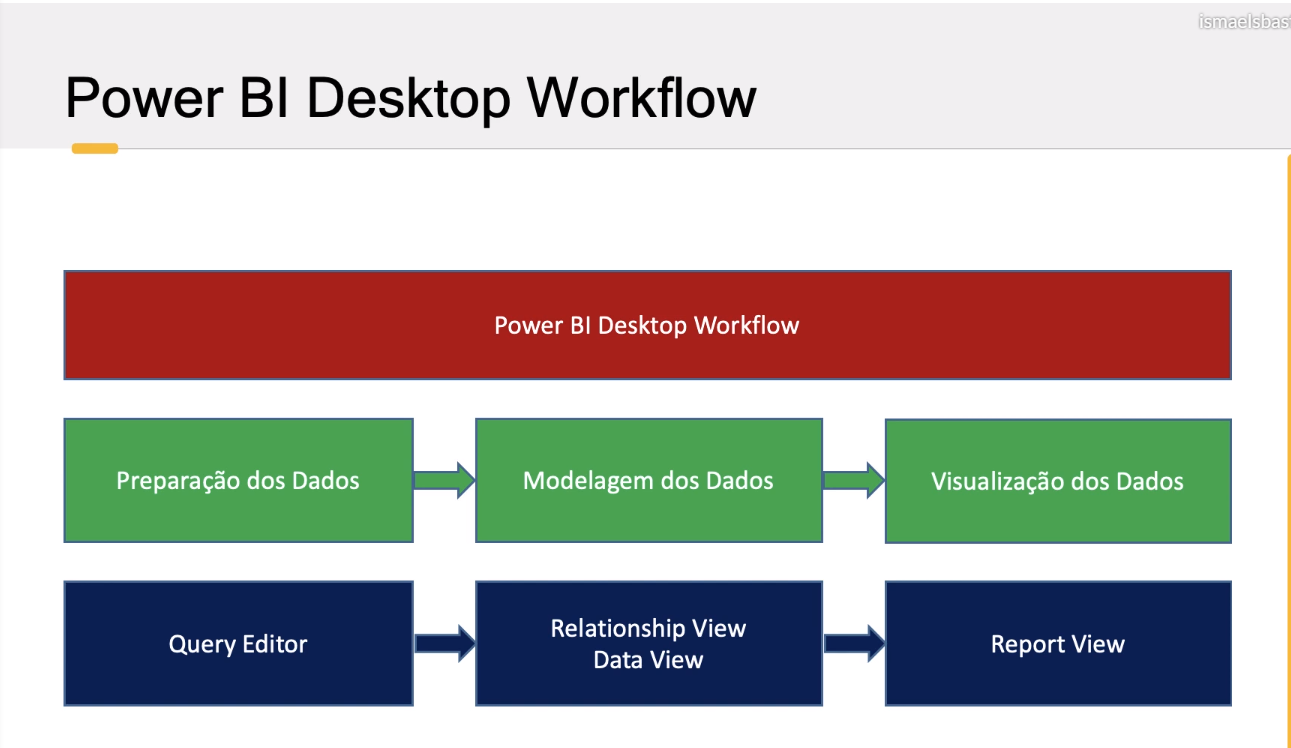 Power BI Desktop Workflow
Power BI Desktop Workflow
Preparação dos Dados
Modelagem dos Dados
Visualização dos Dados
Query Editor
Relationship View
Data View
Report View